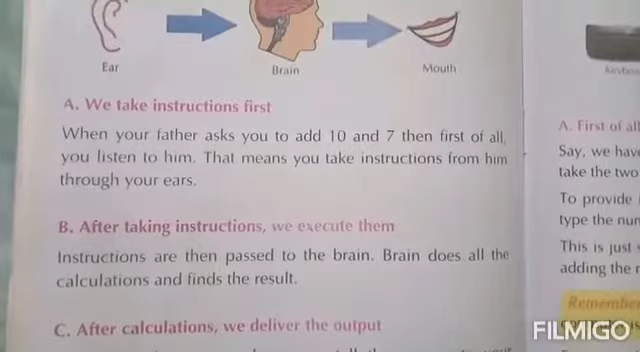 Ear
Brain
Mouth
A. We take instructions first
When your father asks you to add 10 and 7 then first of all,
you listen to him. That means you take instructions from him
through your ears.
B. After taking instructions, we execute them
Instructions are then passed to the brain. Brain does all the
calculations and finds the result.
C. After calculations, we deliver the output
A. First of all
Say, we have
take the two
To provide
type the num
This is just
adding the
Remember
FILMIGO